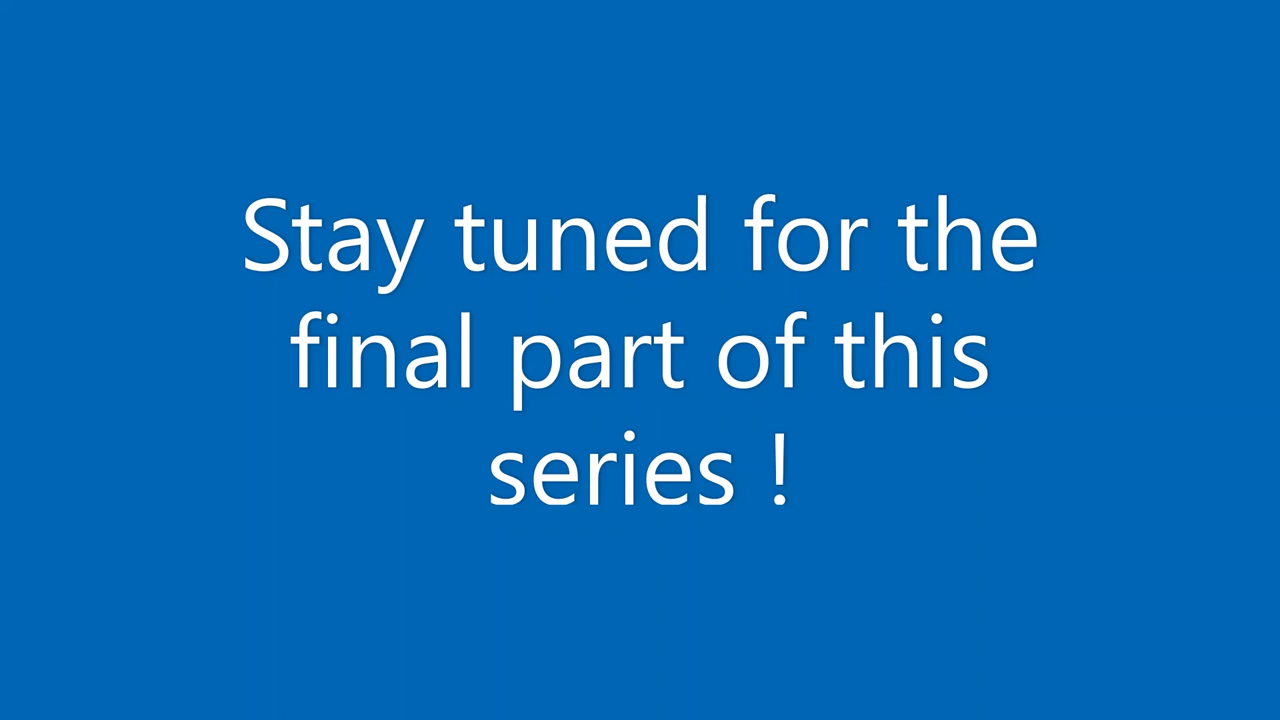 Stay tuned for the
final part of this
series !